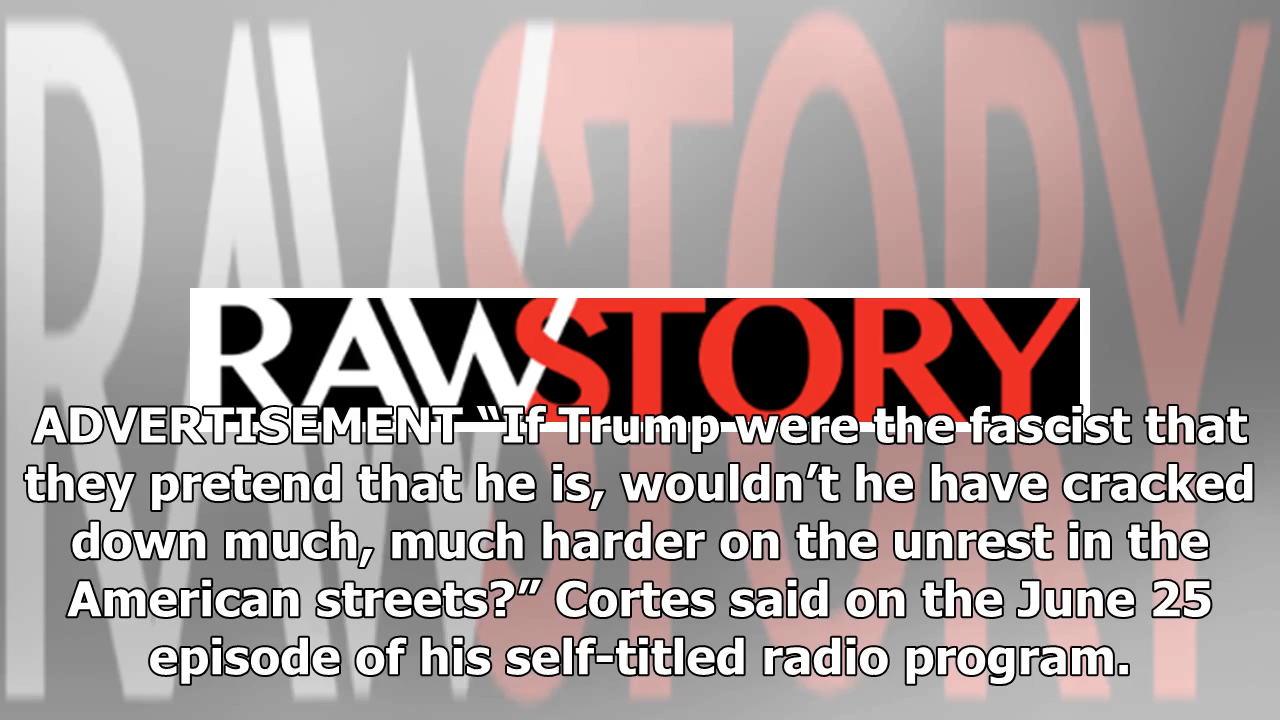 RAWSTORY
RAWSTORY
ADVERTISEMENT “If Trump were the fascist that
they pretend that he is, wouldn’t he have cracked
down much, much harder on the unrest in the
American streets?” Cortes said on the June 25
episode of his self-titled radio program.